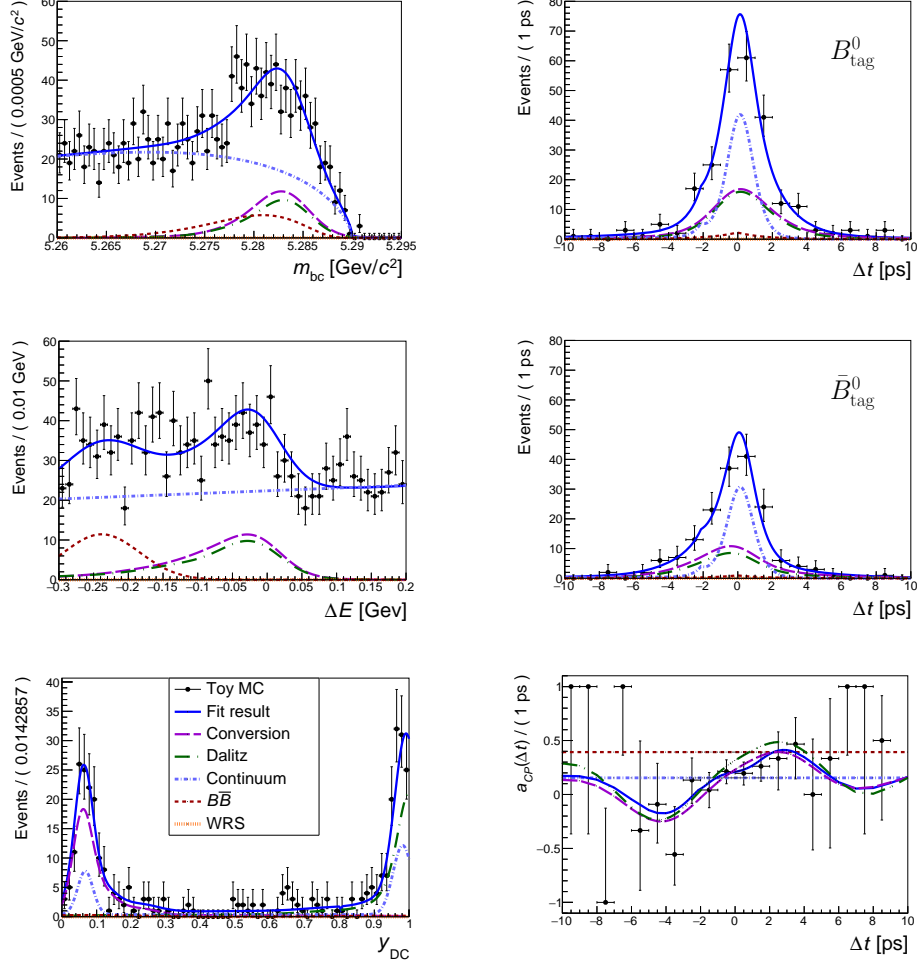 Events / ( 0.0005 GeV/c² )
60
50
40
30
20
10
0
5.26 5.265 5.27 5.275 5.28 5.285 5.29 5.295
m_bc [Gev/c²]
Events / ( 1 ps )
80
70
60
50
40
30
20
10
0
B⁰_tag
−10 −8 −6 −4 −2 0 2 4 6 8 10
Δt [ps]
Events / ( 0.01 GeV )
60
50
40
30
20
10
0
−0.3 −0.25 −0.2 −0.15 −0.1 −0.05 0 0.05 0.1 0.15 0.2
ΔE [Gev]
Events / ( 1 ps )
80
70
60
50
40
30
20
10
0
B̄⁰_tag
−10 −8 −6 −4 −2 0 2 4 6 8 10
Δt [ps]
Events / ( 0.0142857 )
40
35
30
25
20
15
10
5
0
Toy MC
Fit result
Conversion
Dalitz
Continuum
BB̅
WRS
0 0.1 0.2 0.3 0.4 0.5 0.6 0.7 0.8 0.9 1
y_DC
a_CP(Δt) / ( 1 ps )
1
0.5
0
−0.5
−1
−10 −8 −6 −4 −2 0 2 4 6 8 10
Δt [ps]